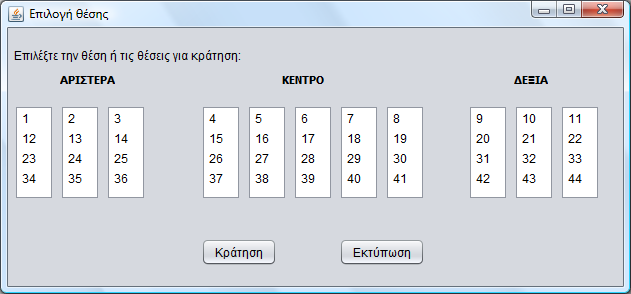 Επιλογή θέσης
Επιλέξτε την θέση ή τις θέσεις για κράτηση:
ΑΡΙΣΤΕΡΑ ΚΕΝΤΡΟ ΔΕΞΙΑ
1 2 3 4 5 6 7 8 9 10 11
12 13 14 15 16 17 18 19 20 21 22
23 24 25 26 27 28 29 30 31 32 33
34 35 36 37 38 39 40 41 42 43 44
Κράτηση Εκτύπωση